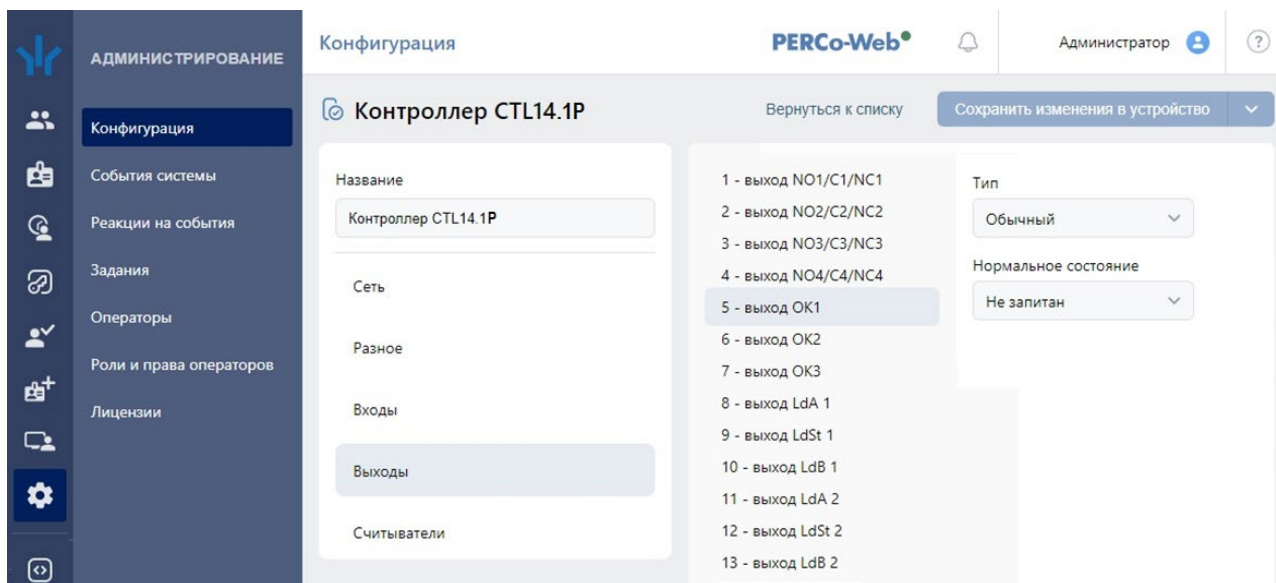 АДМИНИСТРИРОВАНИЕ
Конфигурация
События системы
Реакции на события
Задания
Операторы
Роли и права операторов
Лицензии
Конфигурация
PERCo-Web
Администратор
?
Контроллер CTL14.1P
Вернуться к списку
Сохранить изменения в устройство
Название
Контроллер CTL14.1P
Сеть
Разное
Входы
Выходы
Считыватели
1 - выход NO1/C1/NC1
2 - выход NO2/C2/NC2
3 - выход NO3/C3/NC3
4 - выход NO4/C4/NC4
5 - выход OK1
6 - выход OK2
7 - выход OK3
8 - выход LdA 1
9 - выход LdSt 1
10 - выход LdB 1
11 - выход LdA 2
12 - выход LdSt 2
13 - выход LdB 2
Тип
Обычный
Нормальное состояние
Не запитан